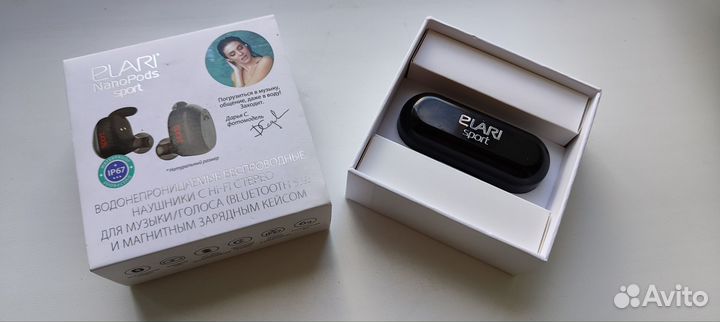 ELARI
NanoPods
sport
Погрузиться в музыку,
общение, даже в воду!
Заходит.
Дарья С.
фотомодель
*Натуральный размер
IP67
ВОДОНЕПРОНИЦАЕМЫЕ БЕСПРОВОДНЫЕ
НАУШНИКИ С HI-FI СТЕРЕО
ДЛЯ МУЗЫКИ/ГОЛОСА (BLUETOOTH
И МАГНИТНЫМ ЗАРЯДНЫМ КЕЙСОМ
ELARI
sport
Avito